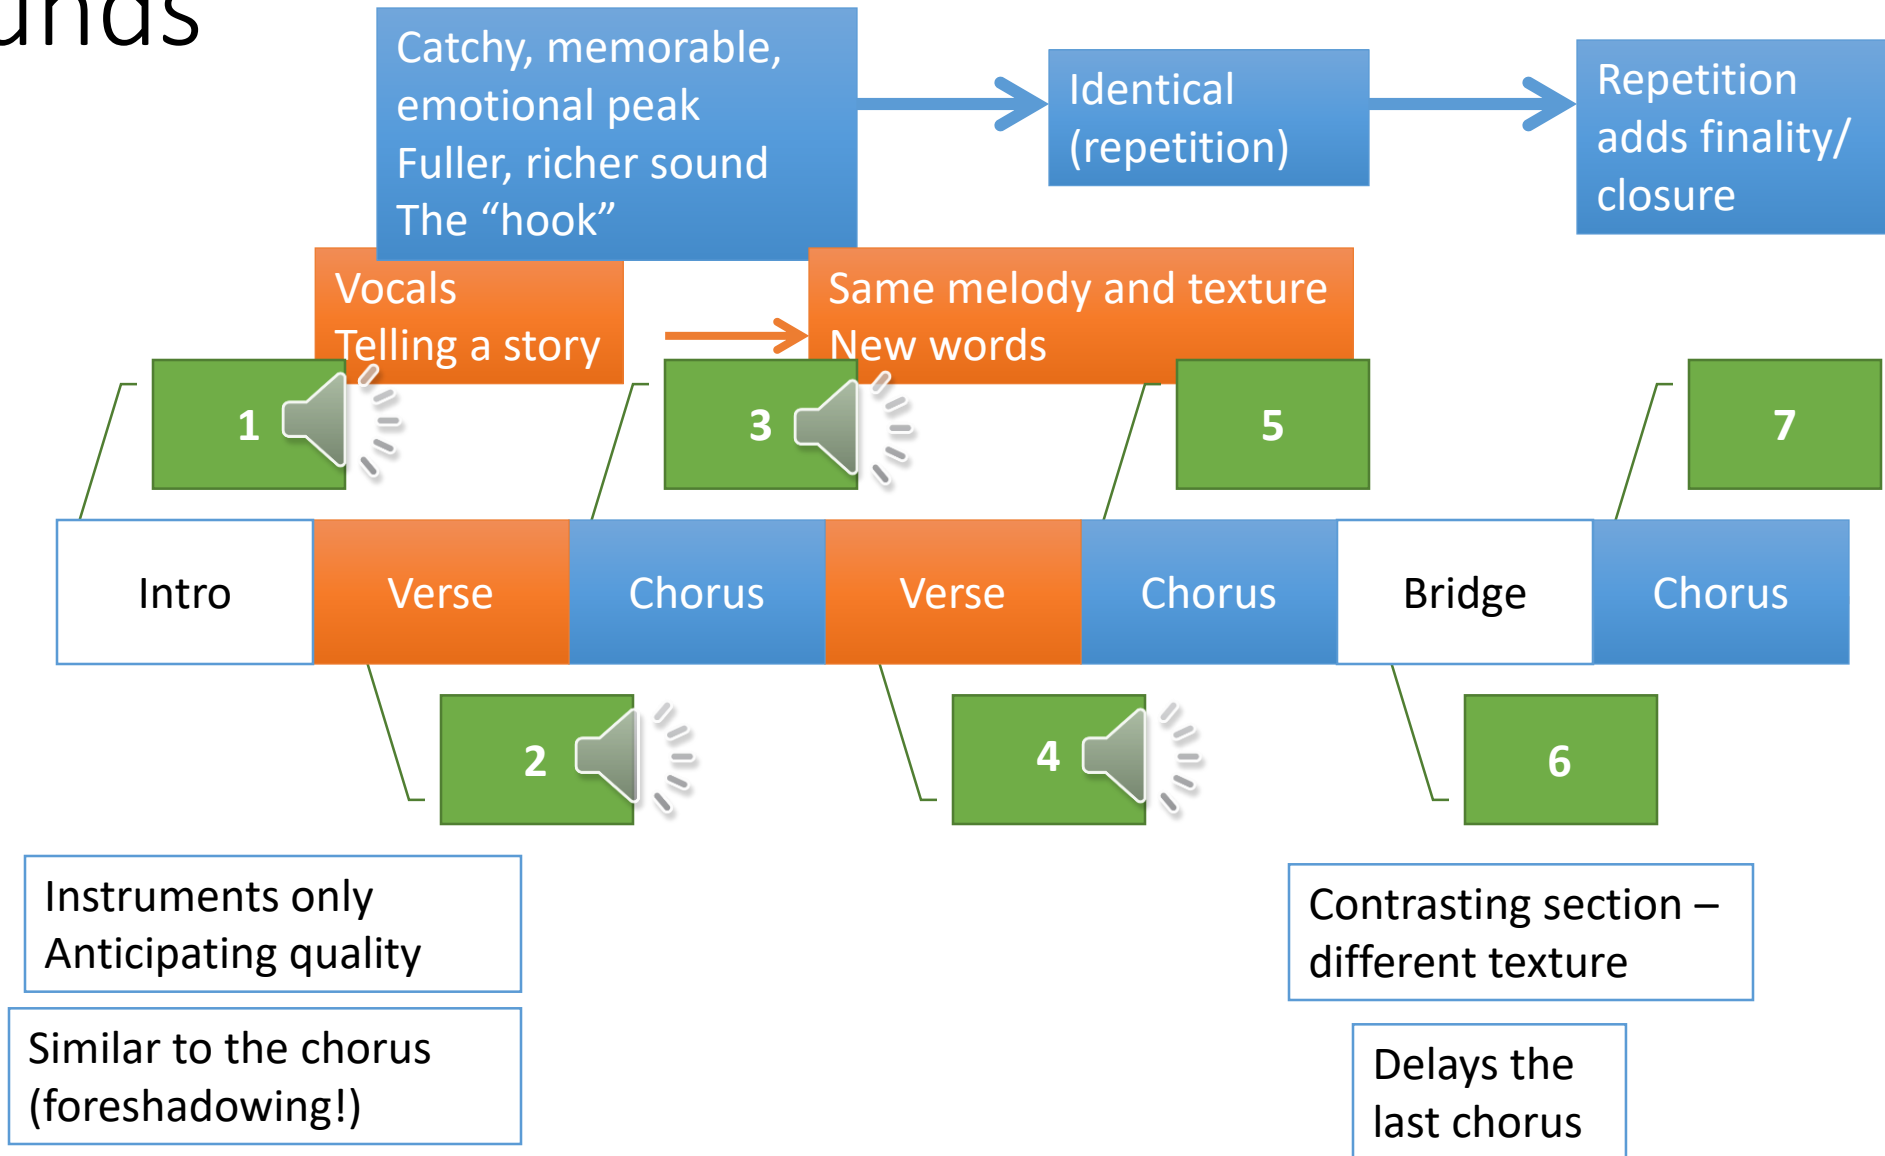 Catchy, memorable,
emotional peak
Fuller, richer sound
The “hook”
Identical
(repetition)
Repetition
adds finality/
closure
Vocals
Telling a story
Same melody and texture
New words
1
3
5
7
Intro
Verse
Chorus
Verse
Chorus
Bridge
Chorus
2
4
6
Instruments only
Anticipating quality
Similar to the chorus
(foreshadowing!)
Contrasting section –
different texture
Delays the
last chorus